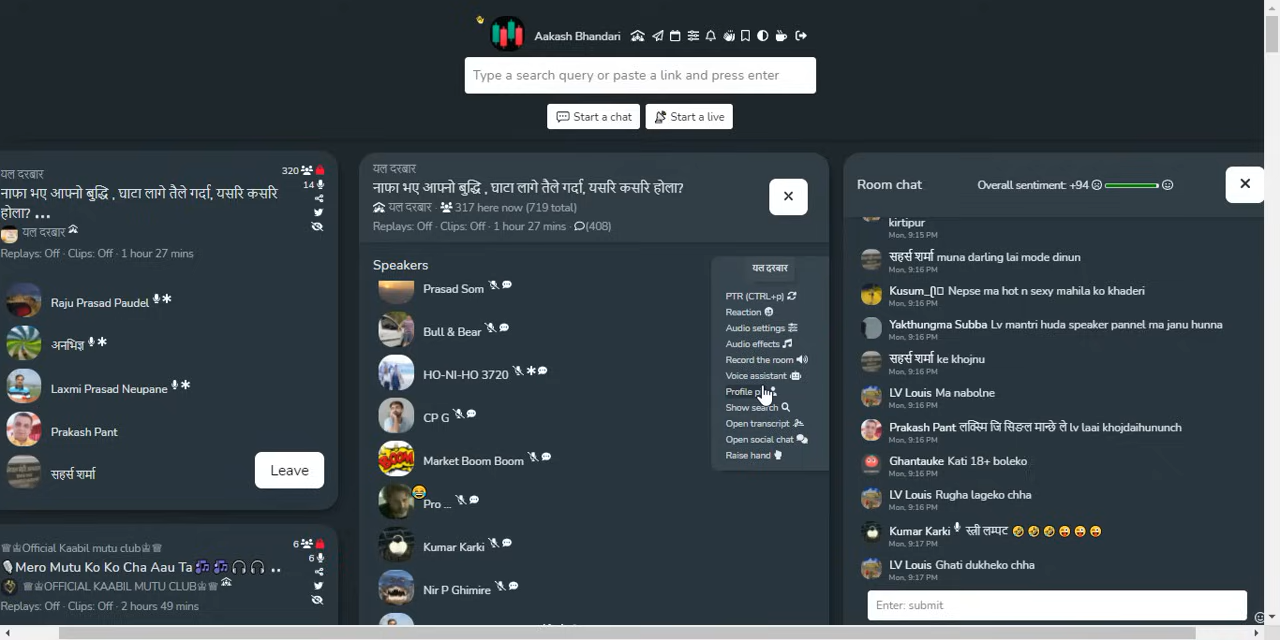 Aakash Bhandari
Type a search query or paste a link and press enter
Start a chat
Start a live
यल दरबार
320
नाफा भए आफ्नो बुद्धि , घाटा लागे तैले गर्दा, यसरि कसरि
होला? ...
14
यल दरबार
Replays: Off · Clips: Off · 1 hour 27 mins
Raju Prasad Paudel
अनभिज्ञ
Laxmi Prasad Neupane
Prakash Pant
सहर्स शर्मा
Leave
♕♔Official Kaabil mutu club♔♕
6
🎙Mero Mutu Ko Ko Cha Aau Ta🎶🎶🎧🎧 ..
6
♕♔OFFICIAL KAABIL MUTU CLUB♔♕
Replays: Off · Clips: Off · 2 hours 49 mins
यल दरबार
नाफा भए आफ्नो बुद्धि , घाटा लागे तैले गर्दा, यसरि कसरि होला?
यल दरबार 317 here now (719 total)
Replays: Off · Clips: Off · 1 hour 27 mins · (408)
Speakers
Prasad Som
Bull & Bear
HO-NI-HO 3720
CP G
Market Boom Boom
Pro ...
Kumar Karki
Nir P Ghimire
यल दरबार
PTR (CTRL+p)
Reaction
Audio settings
Audio effects
Record the room
Voice assistant
Profile
Show search
Open transcript
Open social chat
Raise hand
Room chat
Overall sentiment: +94
kirtipur
Mon, 9:15 PM
सहर्स शर्मा muna darling lai mode dinun
Mon, 9:16 PM
Kusum_ Nepse ma hot n sexy mahila ko khaderi
Mon, 9:16 PM
Yakthungma Subba Lv mantri huda speaker pannel ma janu hunna
Mon, 9:16 PM
सहर्स शर्मा ke khojnu
Mon, 9:16 PM
LV Louis Ma nabolne
Mon, 9:16 PM
Prakash Pant लक्ष्मि जि सिङल मान्छे ले lv laai khojdaihununch
Mon, 9:16 PM
Ghantauke Kati 18+ boleko
Mon, 9:16 PM
LV Louis Rugha lageko chha
Mon, 9:16 PM
Kumar Karki स्त्री लम्पट 🤣🤣🤣😜😜😜
Mon, 9:17 PM
LV Louis Ghati dukheko chha
Mon, 9:17 PM
Enter: submit